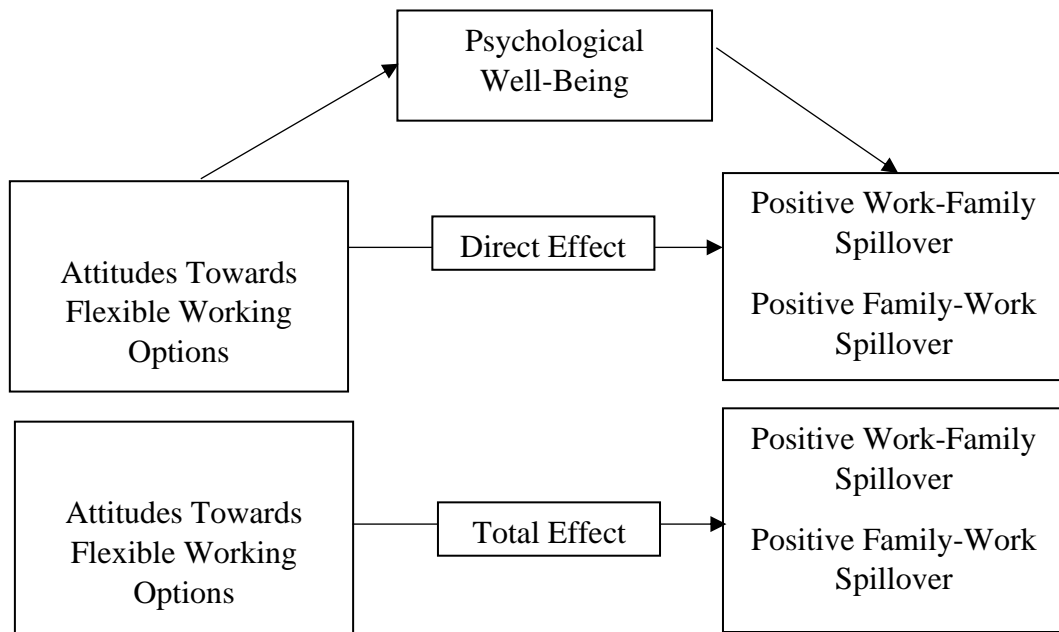 Psychological
Well-Being
Attitudes Towards
Flexible Working
Options
Direct Effect
Positive Work-Family
Spillover
Positive Family-Work
Spillover
Attitudes Towards
Flexible Working
Options
Total Effect
Positive Work-Family
Spillover
Positive Family-Work
Spillover